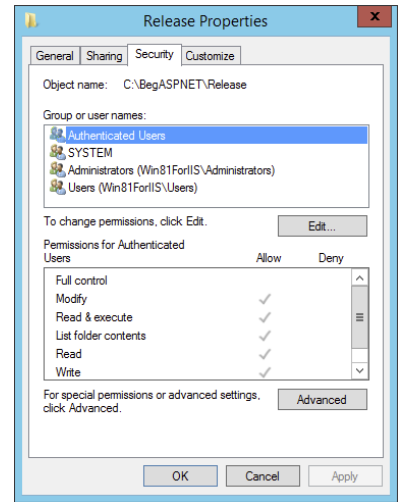 Release Properties
x
General Sharing Security Customize
Object name: C:\BegASPNET\Release
Group or user names:
Authenticated Users
SYSTEM
Administrators (Win81ForIIS\Administrators)
Users (Win81ForIIS\Users)
To change permissions, click Edit.
Edit...
Permissions for Authenticated
Users Allow Deny
Full control
Modify
Read & execute
List folder contents
Read
Write
For special permissions or advanced settings,
click Advanced.
Advanced
OK Cancel Apply